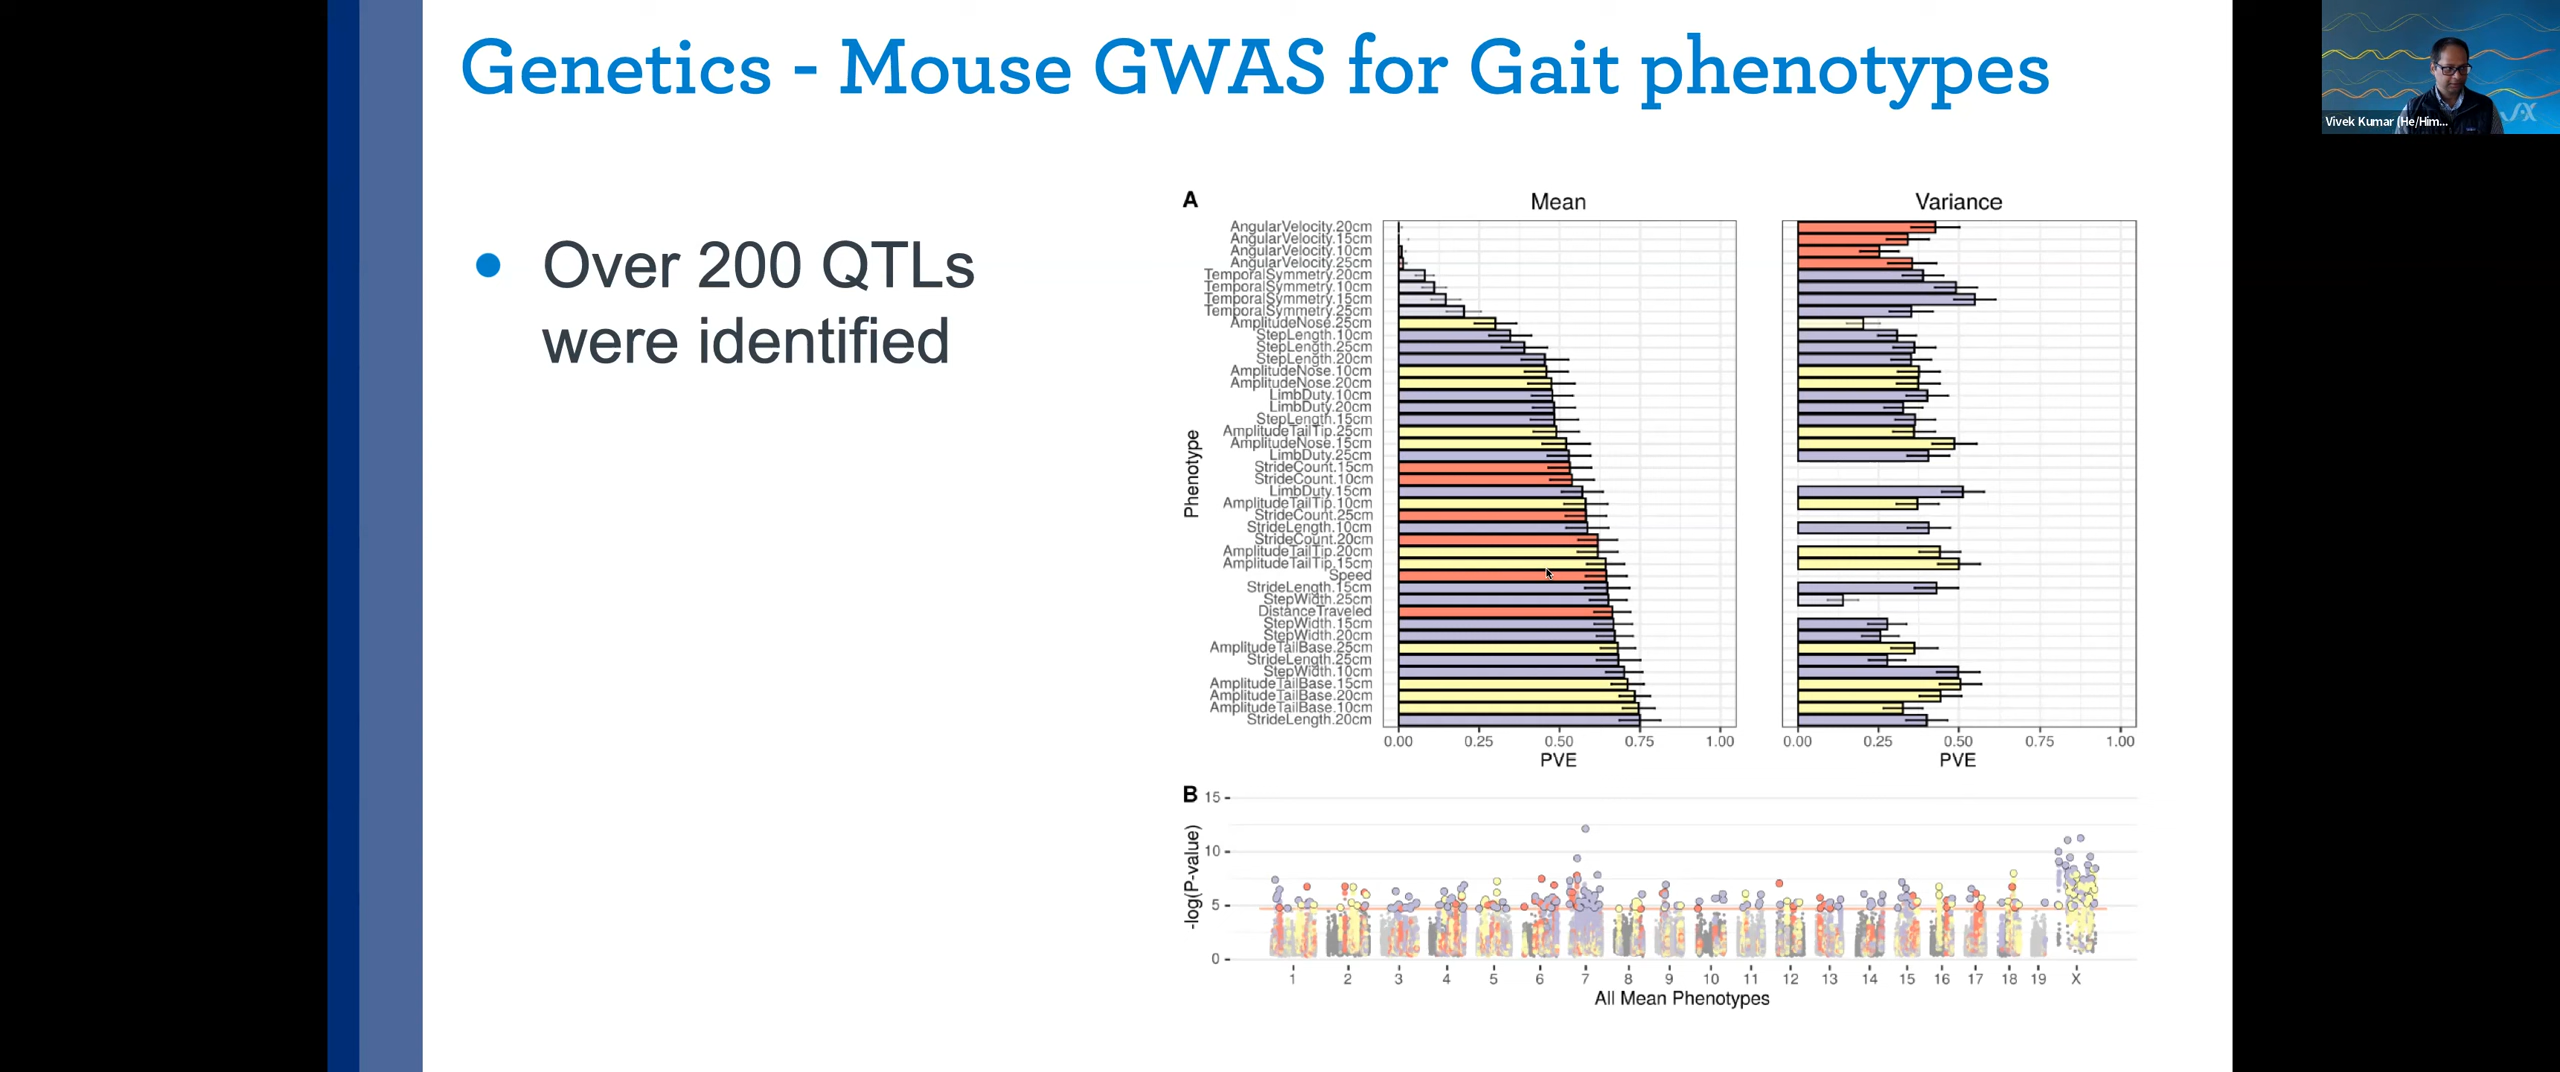 Genetics - Mouse GWAS for Gait phenotypes
Vivek Kumar (He/Him...
● Over 200 QTLs
were identified
A
Mean
Variance
Phenotype
AngularVelocity.20cm
AngularVelocity.15cm
AngularVelocity.10cm
AngularVelocity.25cm
TemporalSymmetry.20cm
TemporalSymmetry.10cm
TemporalSymmetry.15cm
TemporalSymmetry.25cm
AmplitudeNose.25cm
StepLength.10cm
StepLength.25cm
StepLength.20cm
AmplitudeNose.10cm
AmplitudeNose.20cm
LimbDuty.10cm
LimbDuty.20cm
StepLength.15cm
AmplitudeTailTip.25cm
AmplitudeNose.15cm
LimbDuty.25cm
StrideCount.15cm
StrideCount.10cm
LimbDuty.15cm
AmplitudeTailTip.10cm
StrideCount.25cm
StrideLength.10cm
StrideCount.20cm
AmplitudeTailTip.20cm
AmplitudeTailTip.15cm
Speed
StrideLength.15cm
StepWidth.25cm
DistanceTraveled
StepWidth.15cm
StepWidth.20cm
AmplitudeTailBase.25cm
StrideLength.25cm
StepWidth.10cm
AmplitudeTailBase.15cm
AmplitudeTailBase.20cm
AmplitudeTailBase.10cm
StrideLength.20cm
0.00 0.25 0.50 0.75 1.00
PVE
0.00 0.25 0.50 0.75 1.00
PVE
B
-log(P-value)
15
10
5
0
1 2 3 4 5 6 7 8 9 10 11 12 13 14 15 16 17 18 19 X
All Mean Phenotypes